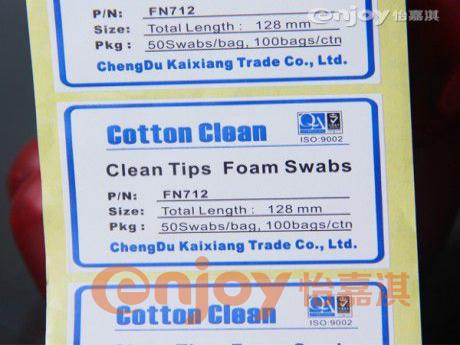 enjoy 怡嘉淇
P/N: FN712
Size: Total Length : 128 mm
Pkg : 50Swabs/bag, 100bags/ctn
ChengDu Kaixiang Trade Co., Ltd.
Cotton Clean QA
ISO:9002
Clean Tips Foam Swabs
P/N: FN712
Size: Total Length : 128 mm
Pkg : 50Swabs/bag, 100bags/ctn
ChengDu Kaixiang Trade Co., Ltd.
enjoy 怡嘉淇
Cotton Clean
ISO:9002